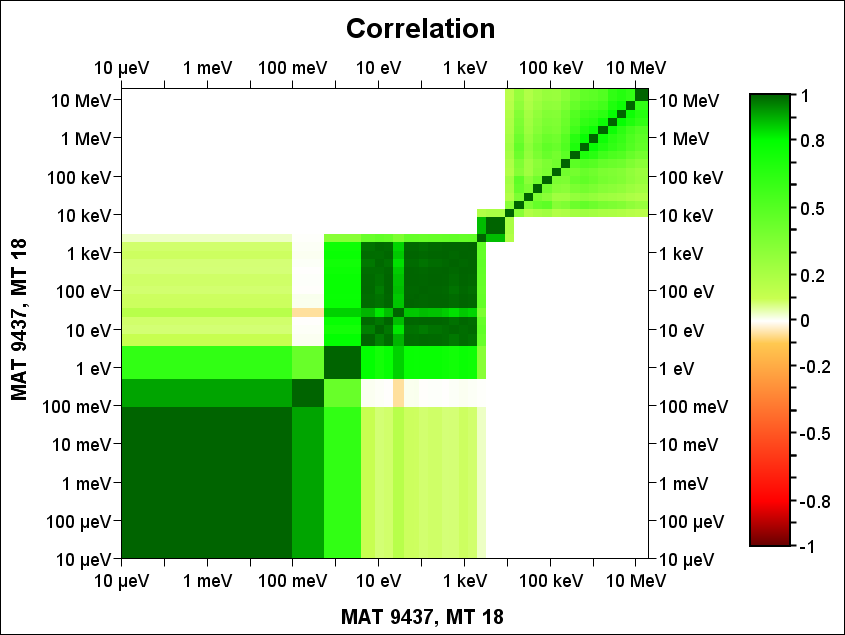 Correlation
10 µeV 1 meV 100 meV 10 eV 1 keV 100 keV 10 MeV
10 MeV 10 MeV 1
1 MeV 1 MeV 0.8
100 keV 100 keV
10 keV 10 keV 0.5
1 keV 1 keV 0.2
100 eV 100 eV
10 eV 10 eV 0
1 eV 1 eV -0.2
100 meV 100 meV
10 meV 10 meV -0.5
1 meV 1 meV -0.8
100 µeV 100 µeV
10 µeV 10 µeV -1
MAT 9437, MT 18
10 µeV 1 meV 100 meV 10 eV 1 keV 100 keV 10 MeV
MAT 9437, MT 18